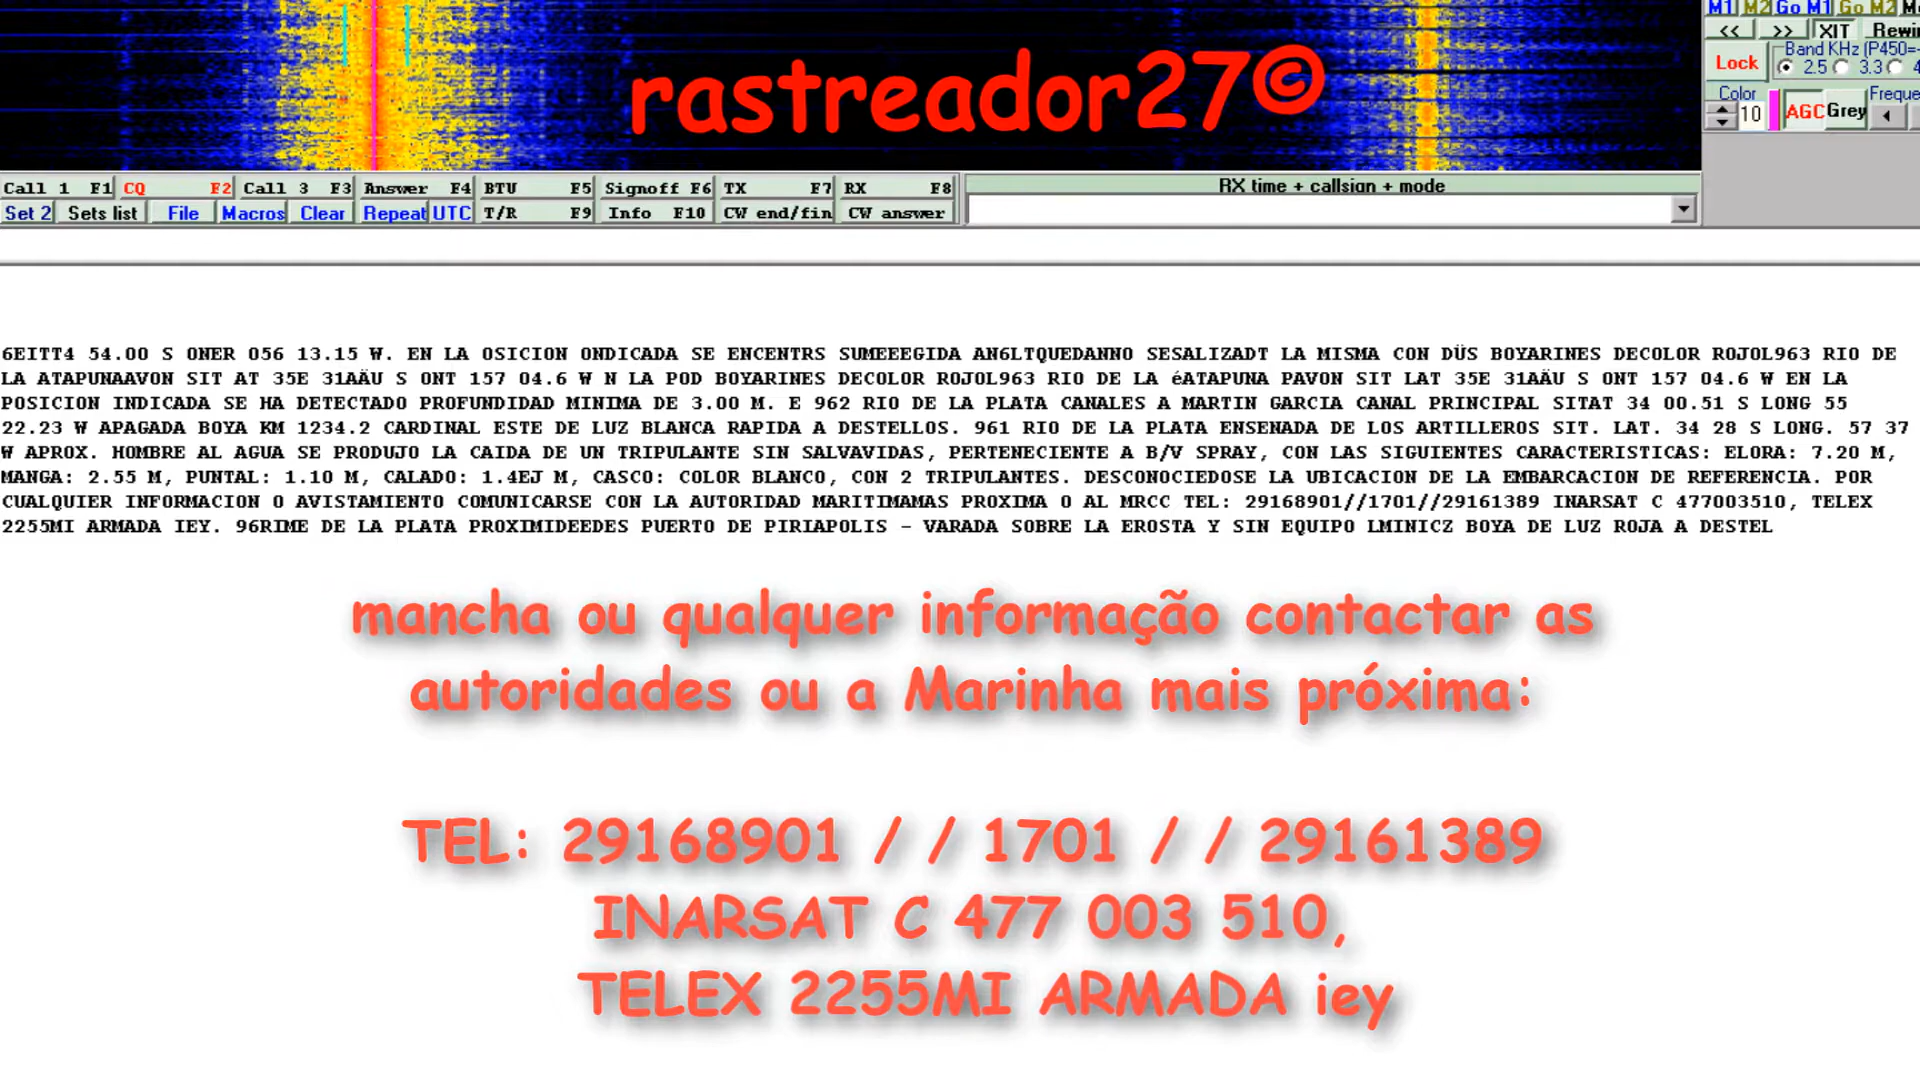 M1 M2 Go M1 Go M2
<< >> XIT Rewin
rastreador27©
Band KHz (P450=
Lock
2.5 3.3 4
Color Freque
10 AGC Grey
Call 1 F1 CQ F2 Call 3 F3 Answer F4 BTU F5 Signoff F6 TX F7 RX F8
RX time + callsign + mode
Set 2 Sets list File Macros Clear Repeat UTC T/R F9 Info F10 CW end/fin CW answer
6EITT4 54.00 S ONER 056 13.15 W. EN LA OSICION ONDICADA SE ENCENTRS SUMEEEGIDA AN6LTQUEDANNO SESALIZADT LA MISMA CON DÜS BOYARINES DECOLOR ROJOL963 RIO DE
LA ATAPUNAAVON SIT AT 35E 31AÄU S ONT 157 04.6 W N LA POD BOYARINES DECOLOR ROJOL963 RIO DE LA éATAPUNA PAVON SIT LAT 35E 31AÄU S ONT 157 04.6 W EN LA
POSICION INDICADA SE HA DETECTADO PROFUNDIDAD MINIMA DE 3.00 M. E 962 RIO DE LA PLATA CANALES A MARTIN GARCIA CANAL PRINCIPAL SITAT 34 00.51 S LONG 55
22.23 W APAGADA BOYA KM 1234.2 CARDINAL ESTE DE LUZ BLANCA RAPIDA A DESTELLOS. 961 RIO DE LA PLATA ENSENADA DE LOS ARTILLEROS SIT. LAT. 34 28 S LONG. 57 37
W APROX. HOMBRE AL AGUA SE PRODUJO LA CAIDA DE UN TRIPULANTE SIN SALVAVIDAS, PERTENECIENTE A B/V SPRAY, CON LAS SIGUIENTES CARACTERISTICAS: ELORA: 7.20 M,
MANGA: 2.55 M, PUNTAL: 1.10 M, CALADO: 1.4EJ M, CASCO: COLOR BLANCO, CON 2 TRIPULANTES. DESCONOCIEDOSE LA UBICACION DE LA EMBARCACION DE REFERENCIA. POR
CUALQUIER INFORMACION O AVISTAMIENTO COMUNICARSE CON LA AUTORIDAD MARITIMAMAS PROXIMA O AL MRCC TEL: 29168901//1701//29161389 INARSAT C 477003510, TELEX
2255MI ARMADA IEY. 96RIME DE LA PLATA PROXIMIDEEDES PUERTO DE PIRIAPOLIS - VARADA SOBRE LA EROSTA Y SIN EQUIPO LMINICZ BOYA DE LUZ ROJA A DESTEL
mancha ou qualquer informação contactar as
autoridades ou a Marinha mais próxima:
TEL: 29168901 / / 1701 / / 29161389
INARSAT C 477 003 510,
TELEX 2255MI ARMADA iey